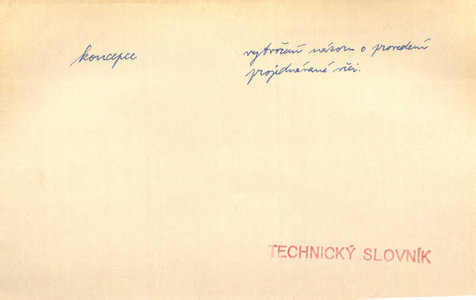 koncepce
vytvoření názoru o provedení
projednávané věci.
TECHNICKÝ SLOVNÍK